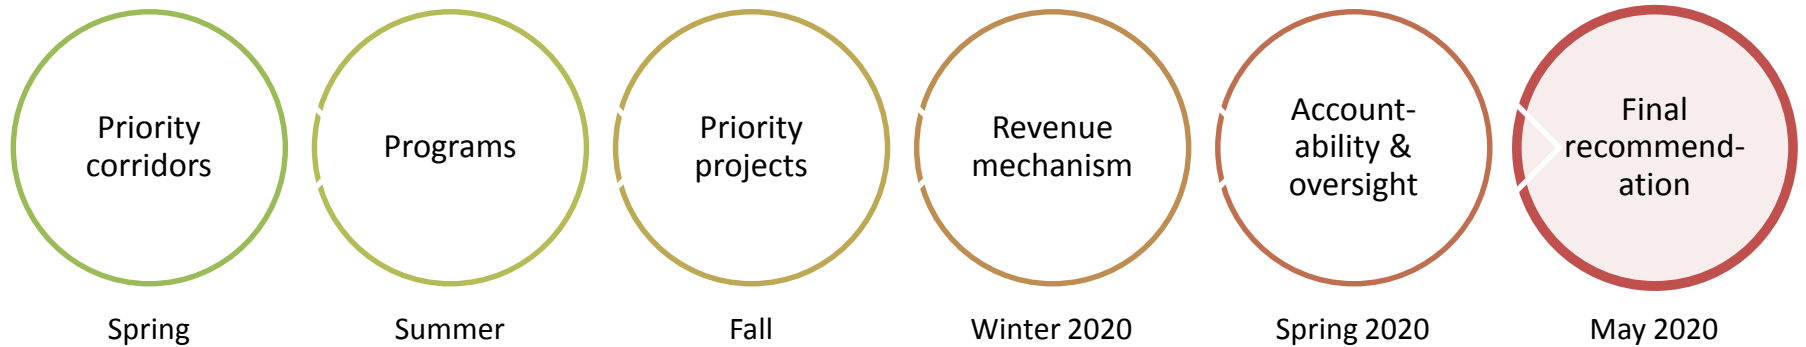 Priority
corridors
Programs
Priority
projects
Revenue
mechanism
Account-
ability &
oversight
Final
recommend-
ation
Spring
Summer
Fall
Winter 2020
Spring 2020
May 2020